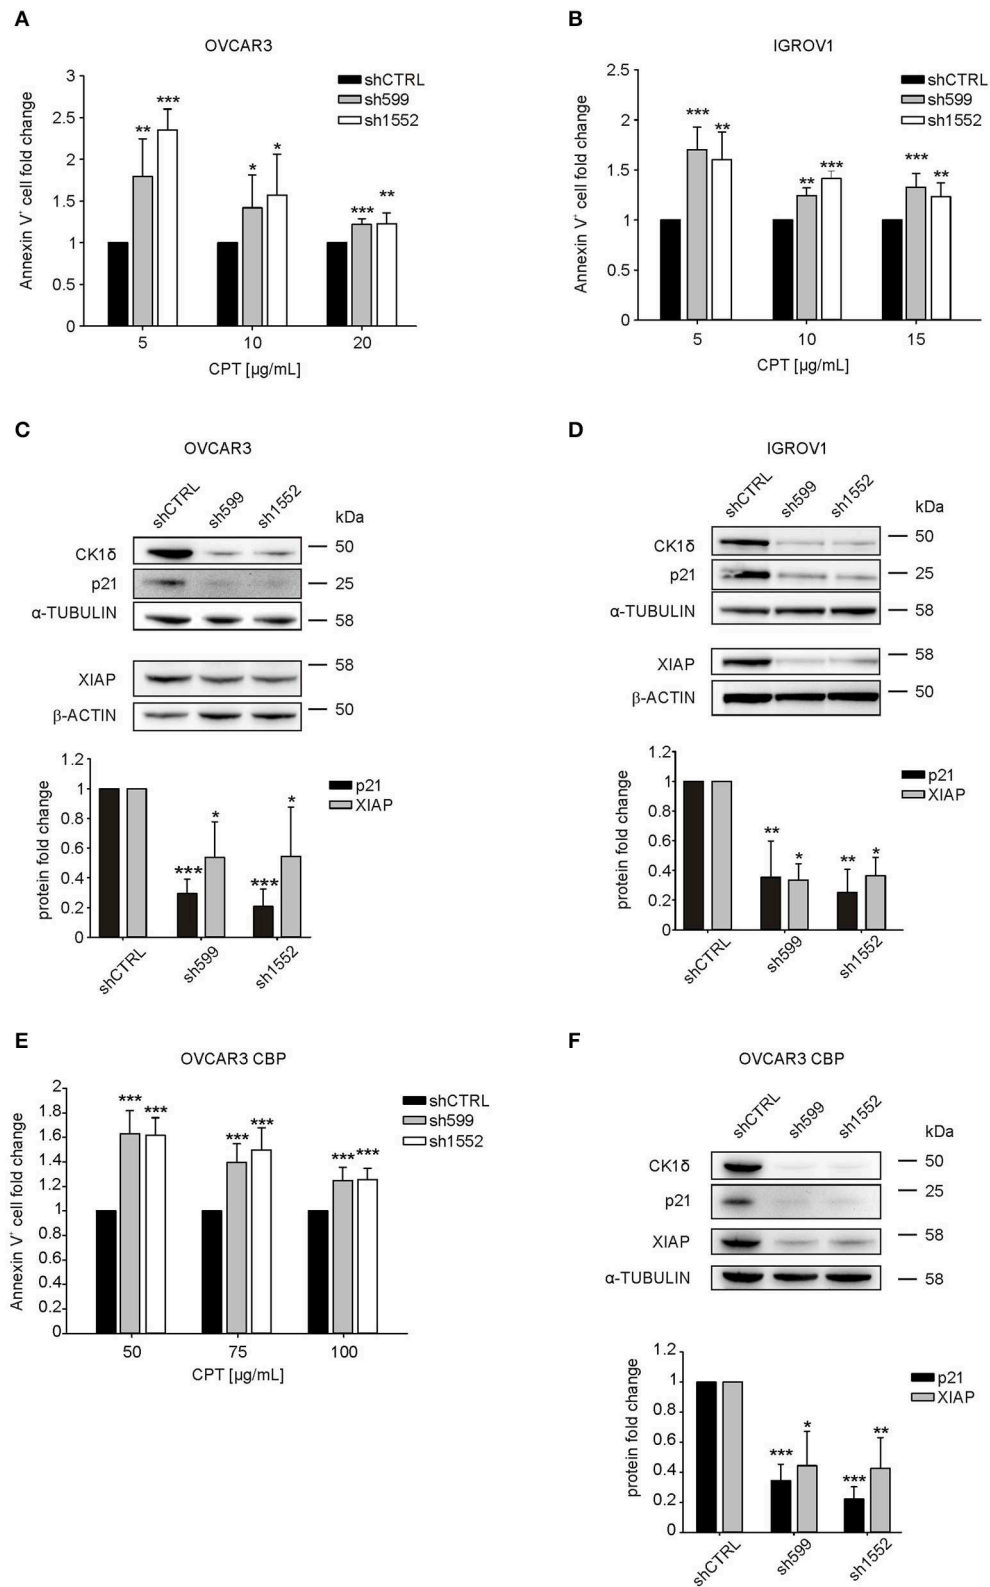 A
OVCAR3
Annexin V⁺ cell fold change
3
2.5
2
1.5
1
0.5
0
** *** * * *** **
shCTRL
sh599
sh1552
5 10 20
CPT [µg/mL]
B
IGROV1
Annexin V⁺ cell fold change
2.5
2
1.5
1
0.5
0
*** ** ** *** *** **
shCTRL
sh599
sh1552
5 10 15
CPT [µg/mL]
C
OVCAR3
shCTRL sh599 sh1552
kDa
CK1δ 50
p21 25
α-TUBULIN 58
XIAP 58
β-ACTIN 50
protein fold change
1.2
1
0.8
0.6
0.4
0.2
0
*** * *** *
p21
XIAP
shCTRL sh599 sh1552
D
IGROV1
shCTRL sh599 sh1552
kDa
CK1δ 50
p21 25
α-TUBULIN 58
XIAP 58
β-ACTIN 50
protein fold change
1.2
1
0.8
0.6
0.4
0.2
0
** * ** *
p21
XIAP
shCTRL sh599 sh1552
E
OVCAR3 CBP
Annexin V⁺ cell fold change
2
1.8
1.6
1.4
1.2
1
0.8
0.6
0.4
0.2
0
*** *** *** *** *** ***
shCTRL
sh599
sh1552
50 75 100
CPT [µg/mL]
F
OVCAR3 CBP
shCTRL sh599 sh1552
kDa
CK1δ 50
p21 25
XIAP 58
α-TUBULIN 58
protein fold change
1.2
1
0.8
0.6
0.4
0.2
0
*** * *** **
p21
XIAP
shCTRL sh599 sh1552